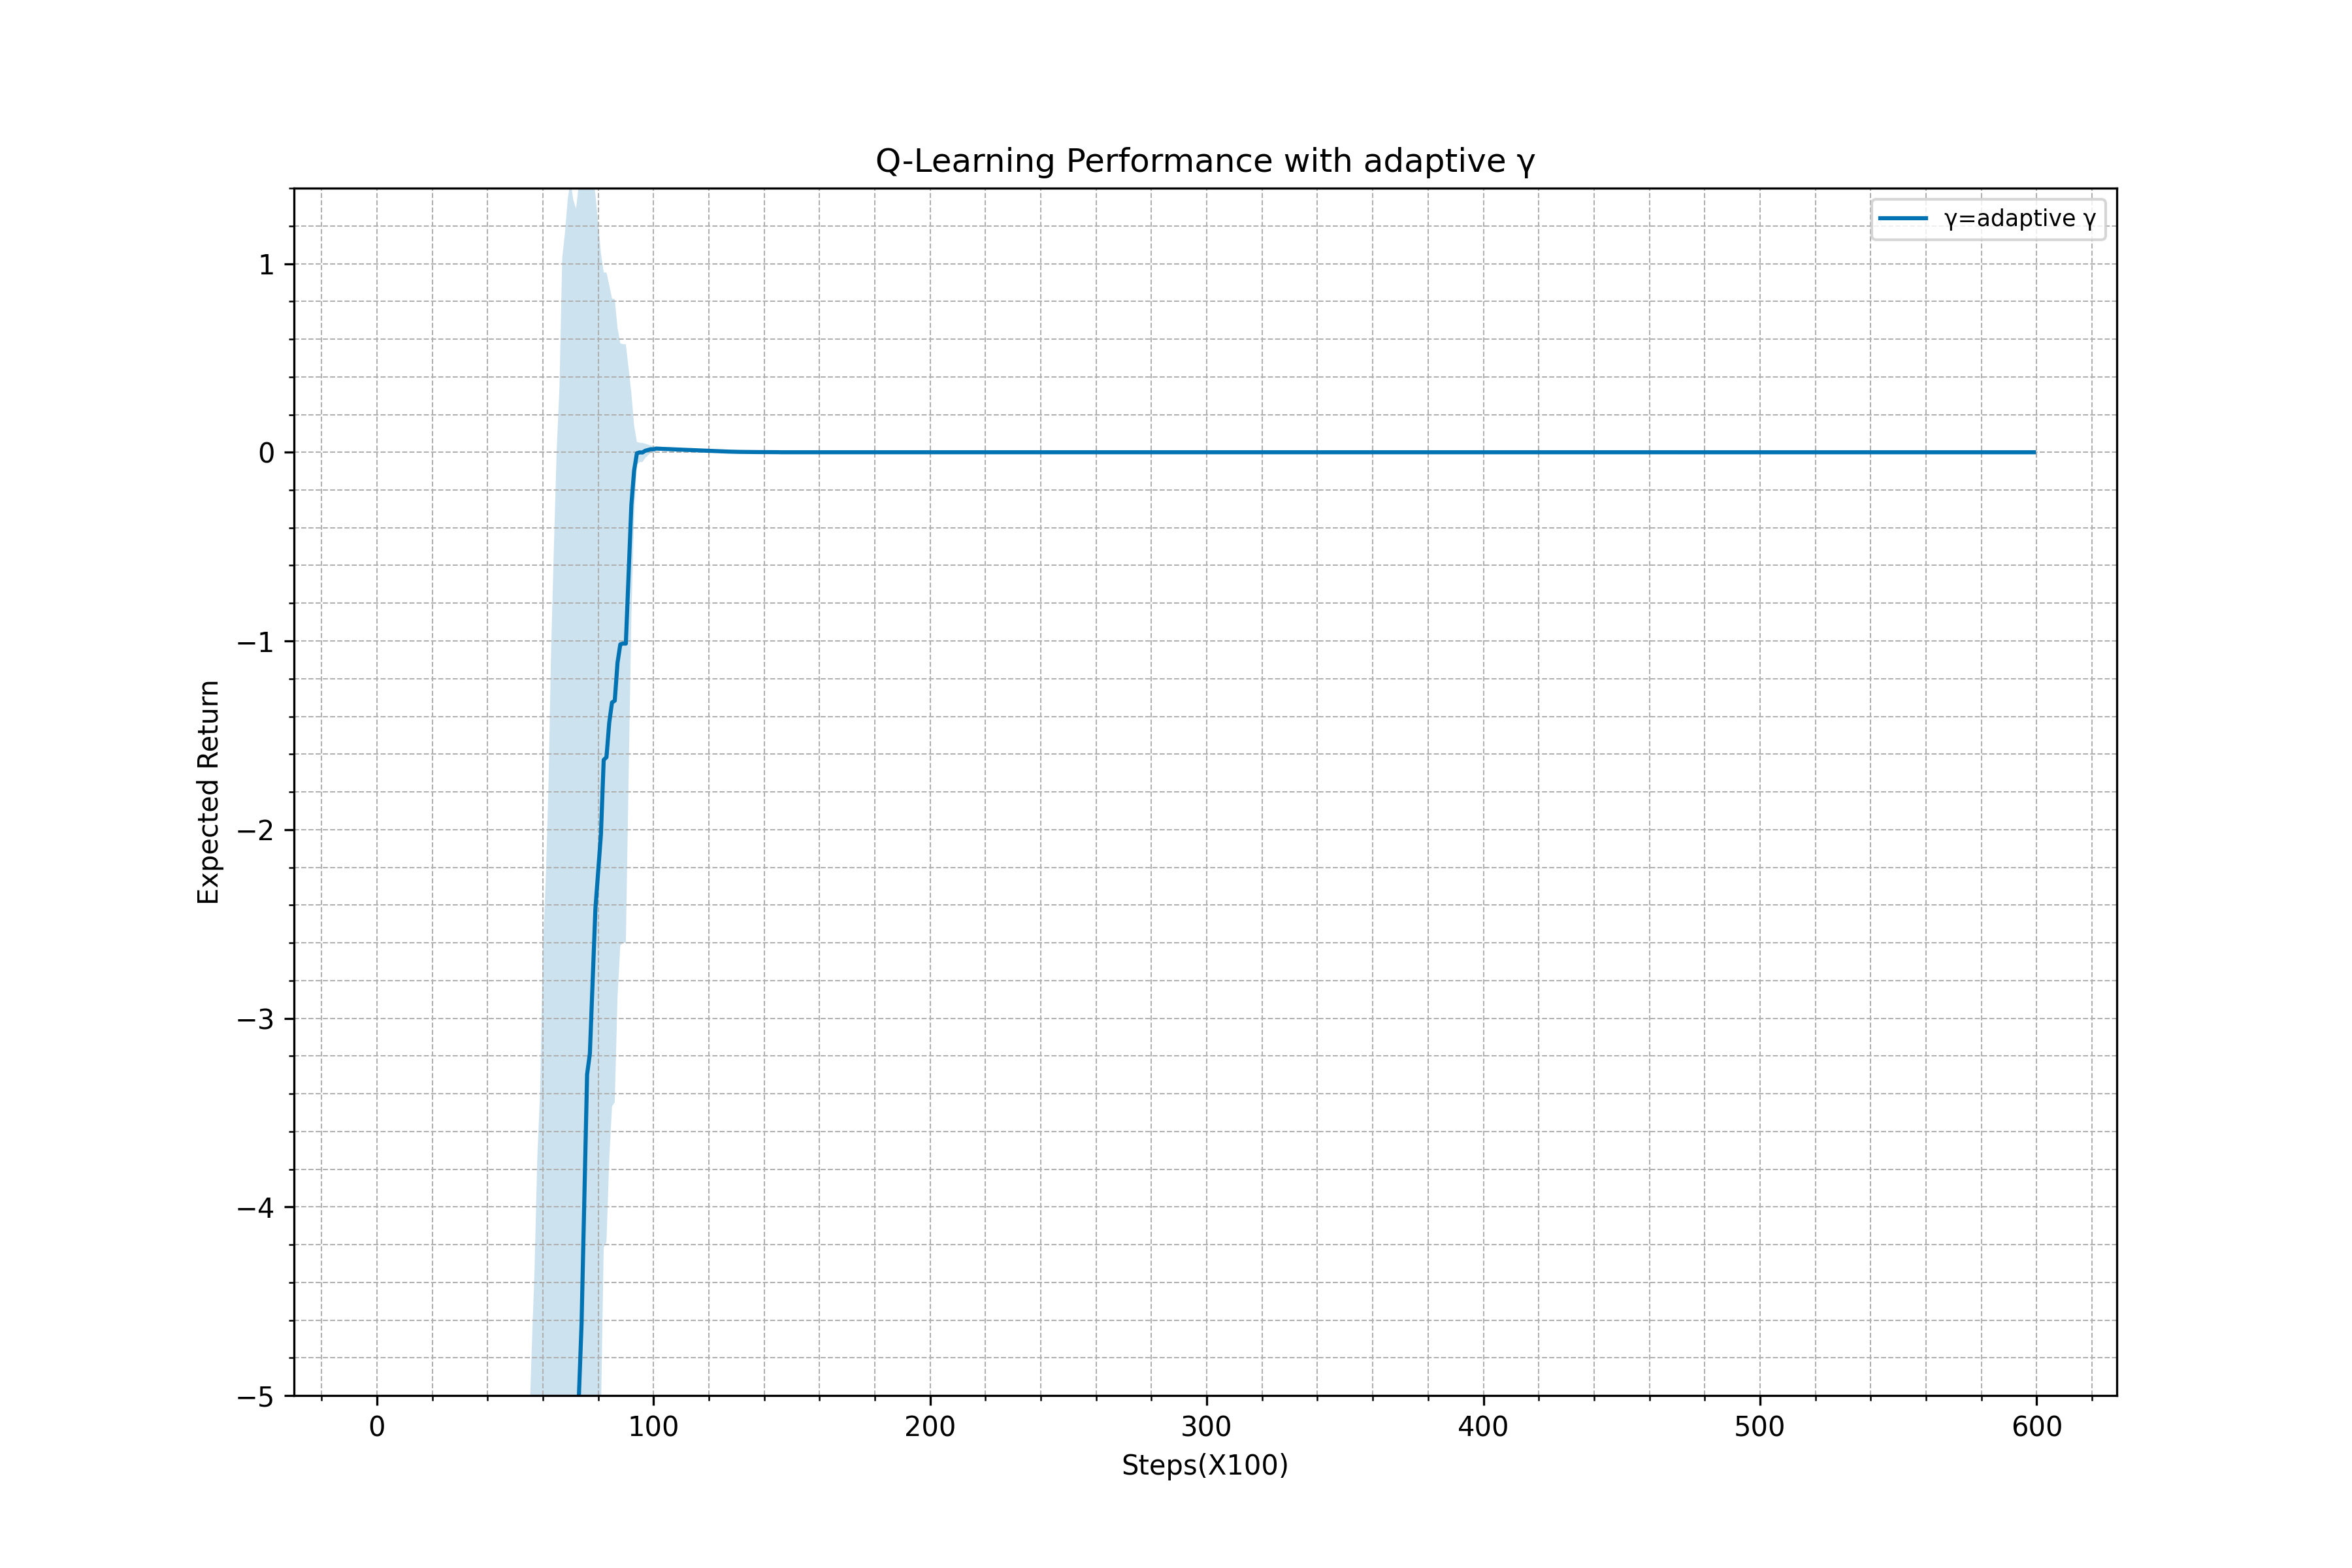 Q-Learning Performance with adaptive γ
γ=adaptive γ
Expected Return
1
0
−1
−2
−3
−4
−5
0 100 200 300 400 500 600
Steps(X100)